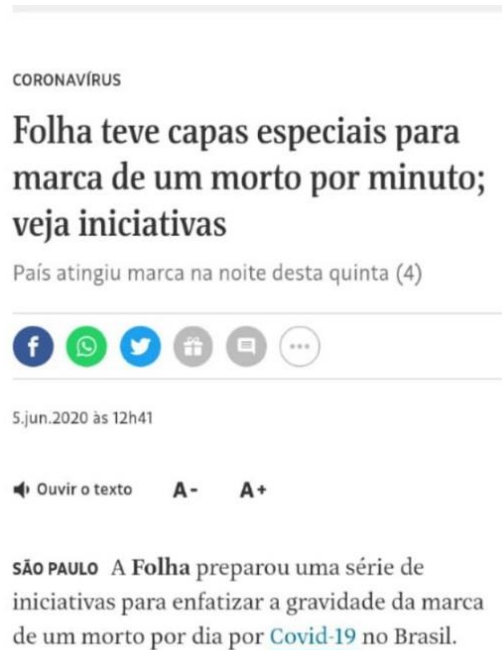 CORONAVÍRUS
Folha teve capas especiais para
marca de um morto por minuto;
veja iniciativas
País atingiu marca na noite desta quinta (4)
f
5.jun.2020 às 12h41
Ouvir o texto A- A+
SÃO PAULO A Folha preparou uma série de
iniciativas para enfatizar a gravidade da marca
de um morto por dia por Covid-19 no Brasil.